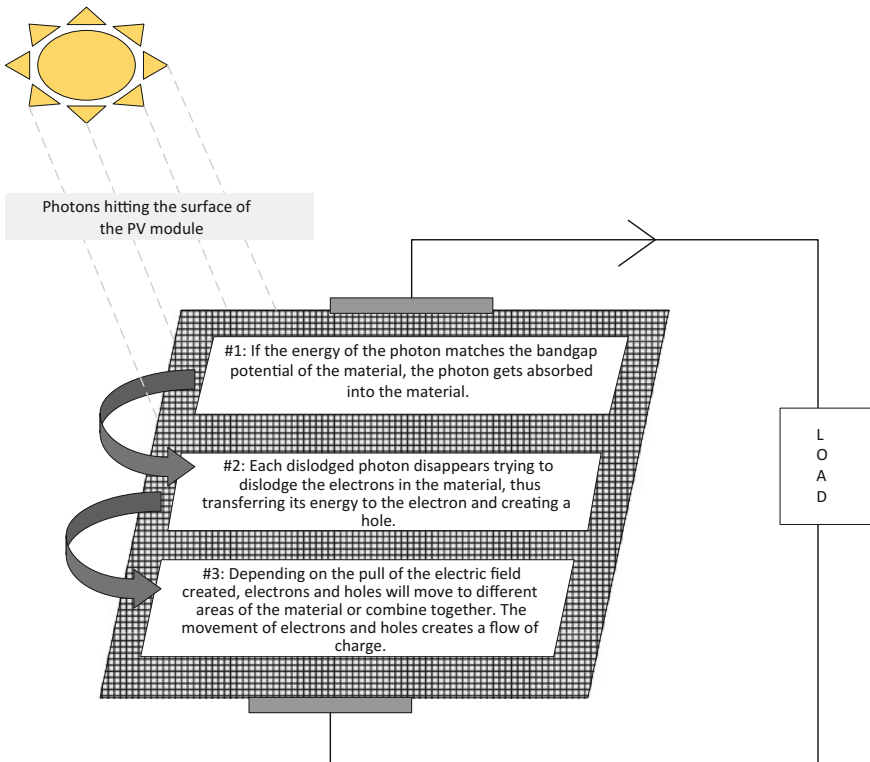 Photons hitting the surface of
the PV module
#1: If the energy of the photon matches the bandgap
potential of the material, the photon gets absorbed
into the material.
#2: Each dislodged photon disappears trying to
dislodge the electrons in the material, thus
transferring its energy to the electron and creating a
hole.
#3: Depending on the pull of the electric field
created, electrons and holes will move to different
areas of the material or combine together. The
movement of electrons and holes creates a flow of
charge.
L
O
A
D